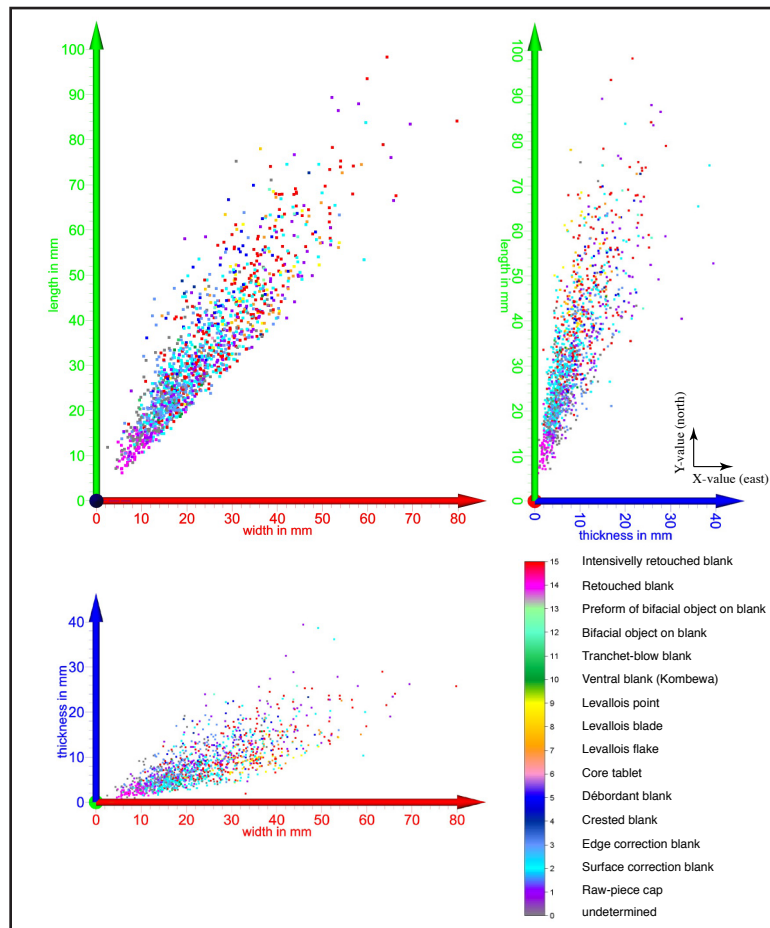 100
90
80
70
60
50
40
30
20
10
0
length in mm
0 10 20 30 40 50 60 70 80
width in mm
100
90
80
70
60
50
40
30
20
10
0
length in mm
0 10 20 30 40
thickness in mm
Y-value (north)
X-value (east)
40
30
20
10
0
thickness in mm
0 10 20 30 40 50 60 70 80
width in mm
15 Intensivelly retouched blank
14 Retouched blank
13 Preform of bifacial object on blank
12 Bifacial object on blank
11 Tranchet-blow blank
10 Ventral blank (Kombewa)
9 Levallois point
8 Levallois blade
7 Levallois flake
6 Core tablet
5 Débordant blank
4 Crested blank
3 Edge correction blank
2 Surface correction blank
1 Raw-piece cap
0 undetermined